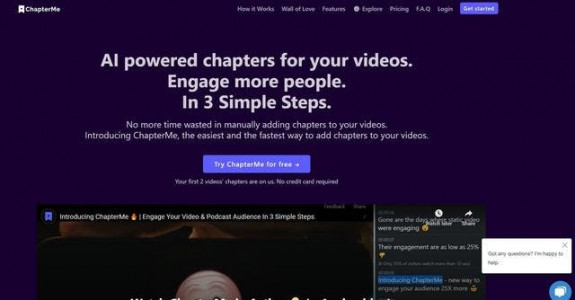 ChapterMe
How it Works Wall of Love Features Explore Pricing F.A.Q Login Get started
AI powered chapters for your videos.
Engage more people.
In 3 Simple Steps.
No more time wasted in manually adding chapters to your videos.
Introducing ChapterMe, the easiest and the fastest way to add chapters to your videos.
Try ChapterMe for free →
Your first 2 videos' chapters are on us. No credit card required
Feedback Share
Introducing ChapterMe 🔥 | Engage Your Video & Podcast Audience In 3 Simple Steps
Watch later Share
Gone are the days where static video
were engaging
Their engagement are as low as 25%
Introducing ChapterMe - new way to
engage your audience 25X more
Got any questions? I'm happy to
help